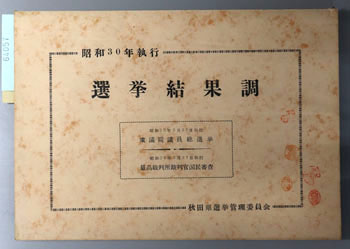 昭和30年執行
選挙結果調
衆議院議員総選挙
最高裁判所裁判官国民審査
秋田県選挙管理委員会